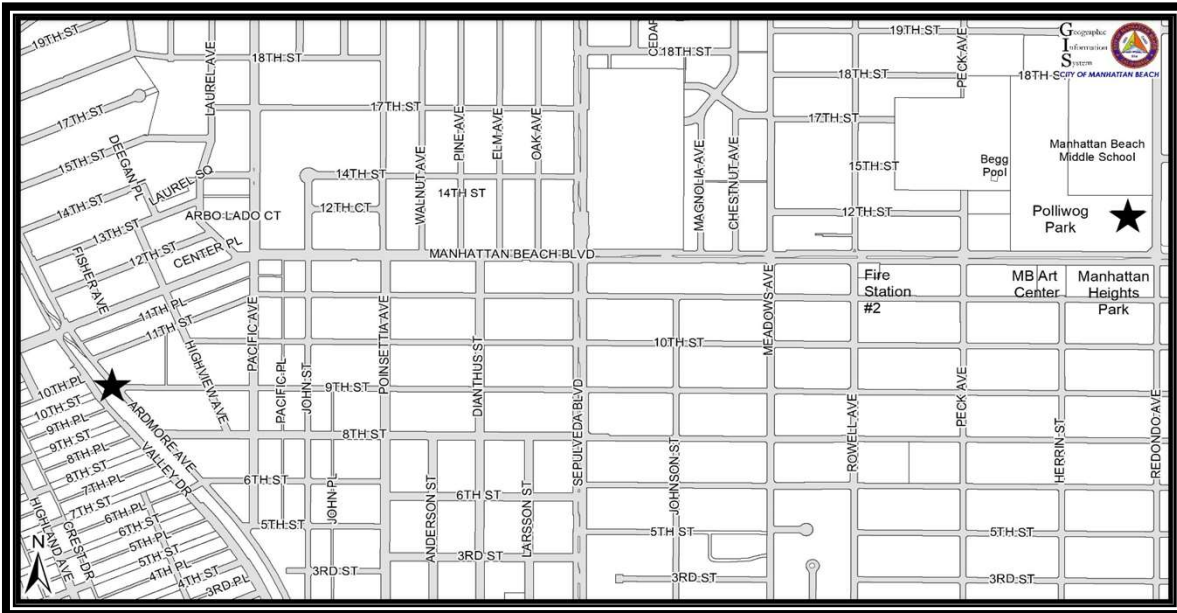 19TH ST
LAUREL AVE
18TH ST
CEDAR
18TH ST
19TH ST
PECK AVE
18TH ST
18TH S
Geographic
Information
System
CITY OF MANHATTAN BEACH
17TH ST
17TH ST
PINE AVE
ELM AVE
OAK AVE
17TH ST
DEEGAN PL
15TH ST
LAUREL SQ
14TH ST
14TH ST
WALNUT AVE
MAGNOLIA AVE
CHESTNUT AVE
15TH ST
Begg
Pool
Manhattan Beach
Middle School
14TH ST
ARBOLADO CT
12TH CT
12TH ST
Polliwog
Park
13TH ST
12TH ST
CENTER PL
FISHER AVE
MANHATTAN BEACH BLVD
Fire
Station
#2
MB Art
Center
Manhattan
Heights
Park
11TH PL
11TH ST
HIGHVIEW AVE
PACIFIC AVE
PACIFIC PL
JOHN ST
POINSETTIA AVE
DIANTHUS ST
SEPULVEDA BLVD
10TH ST
MEADOWS AVE
10TH PL
10TH ST
9TH PL
9TH ST
8TH PL
8TH ST
7TH PL
7TH ST
6TH PL
6TH ST
5TH PL
5TH ST
4TH PL
4TH ST
3RD PL
ARDMORE AVE
VALLEY DR
HIGHLAND AVE
CREST DR
9TH ST
8TH ST
6TH ST
JOHN PL
5TH ST
3RD ST
ANDERSON ST
6TH ST
LARSSON ST
3RD ST
JOHNSON ST
5TH ST
3RD ST
ROWELL AVE
PECK AVE
HERRIN ST
REDONDO AVE
5TH ST
3RD ST
N